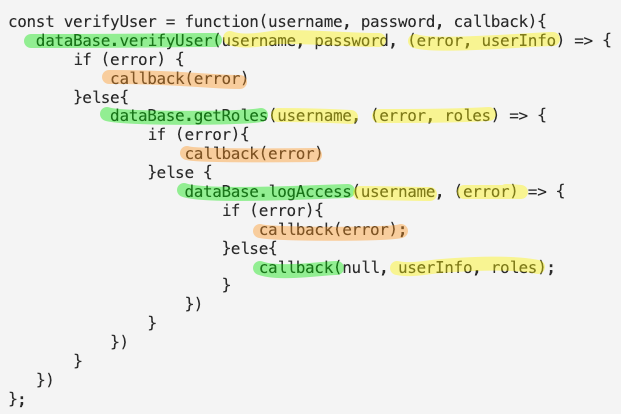 const verifyUser = function(username, password, callback){
   dataBase.verifyUser(username, password, (error, userInfo) => {
       if (error) {
           callback(error)
       }else{
           dataBase.getRoles(username, (error, roles) => {
               if (error){
                   callback(error)
               }else {
                   dataBase.logAccess(username, (error) => {
                       if (error){
                           callback(error);
                       }else{
                           callback(null, userInfo, roles);
                       }
                   })
               }
           })
       }
   })
};